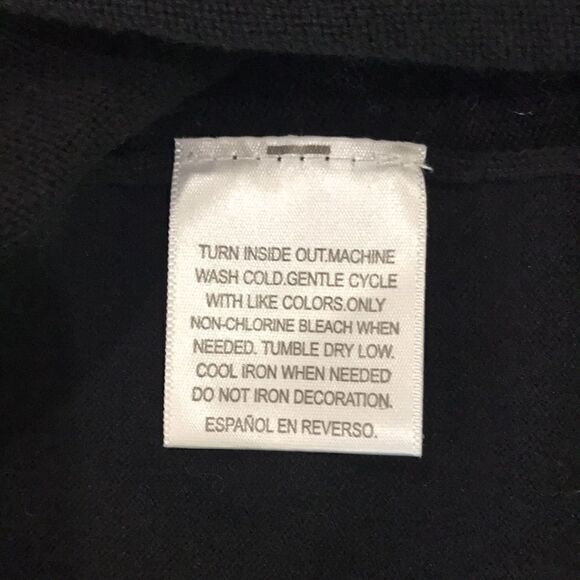 TURN INSIDE OUT.MACHINE
WASH COLD.GENTLE CYCLE
WITH LIKE COLORS.ONLY
NON-CHLORINE BLEACH WHEN
NEEDED. TUMBLE DRY LOW.
COOL IRON WHEN NEEDED
DO NOT IRON DECORATION.
ESPAÑOL EN REVERSO.